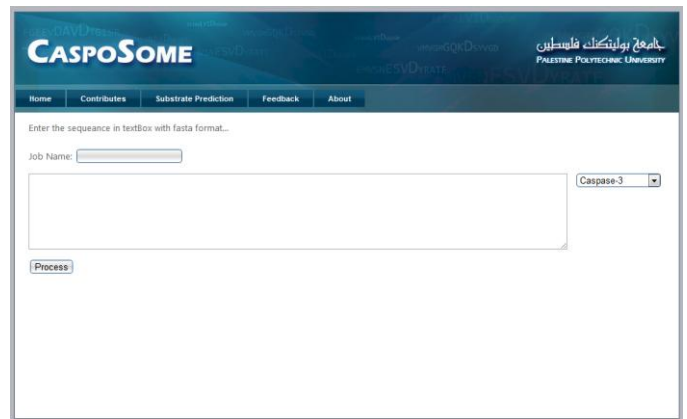 CASPOSOME
جامعة بوليتكنك فلسطين
PALESTINE POLYTECHNIC UNIVERSITY
Home Contributes Substrate Prediction Feedback About
Enter the sequeance in textBox with fasta format...
Job Name:
Caspase-3
Process